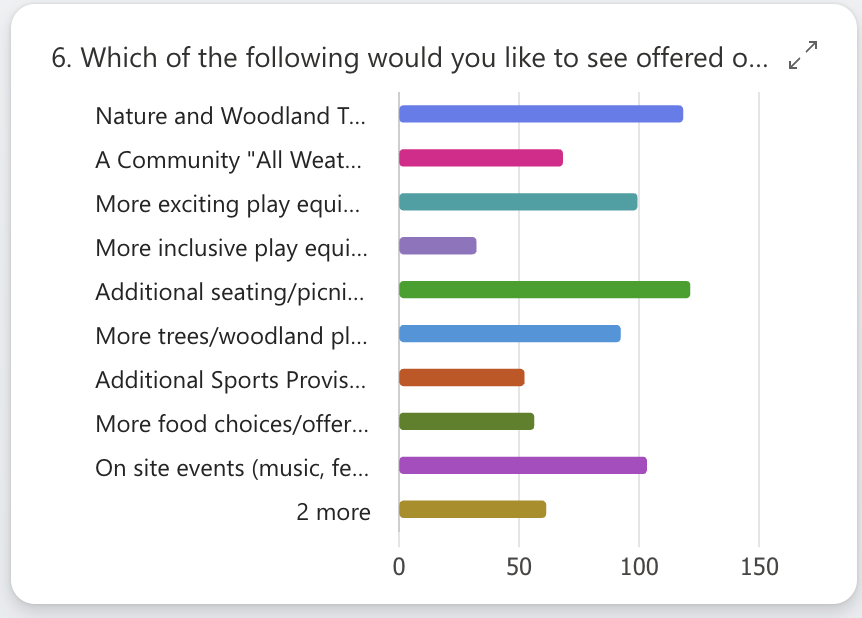 6. Which of the following would you like to see offered o...
Nature and Woodland T...
A Community "All Weat...
More exciting play equi...
More inclusive play equi...
Additional seating/picni...
More trees/woodland pl...
Additional Sports Provis...
More food choices/offer...
On site events (music, fe...
2 more
0 50 100 150